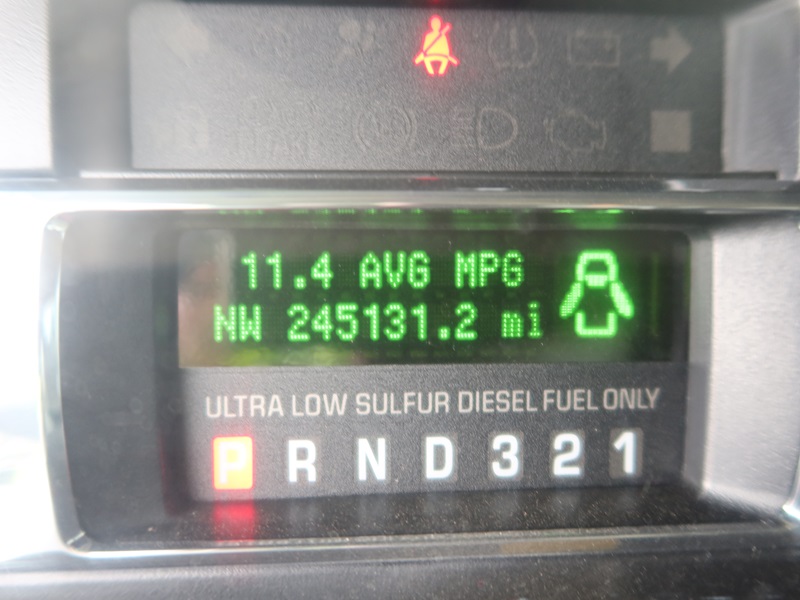 11.4 AVG MPG
NW 245131.2 mi
ULTRA LOW SULFUR DIESEL FUEL ONLY
P R N D 3 2 1